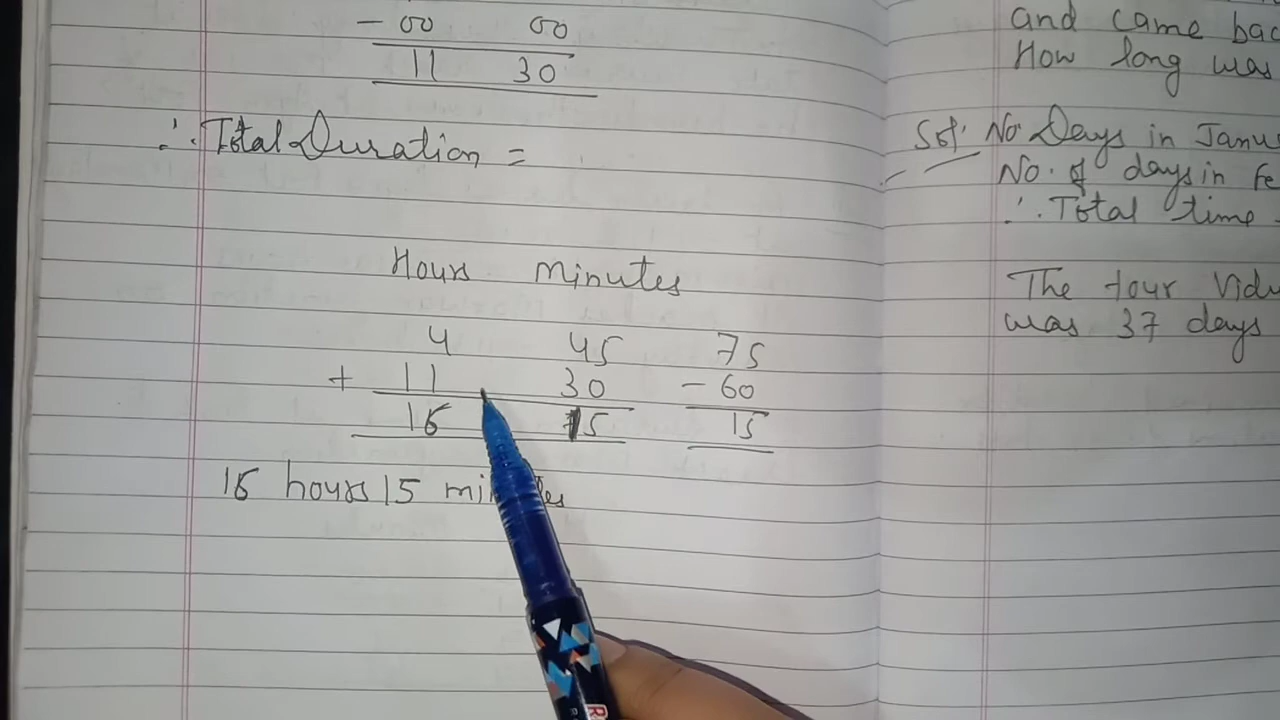 - 00 00
11 30
∴ Total Duration =
Hours minutes
4 45 75
+ 11 30 - 60
16 15 15
16 hours 15 minutes
and came bac
How long was
Sol. No. Days in Janu
No. of days in Fe
∴ Total time
The tour Vidu
was 37 days